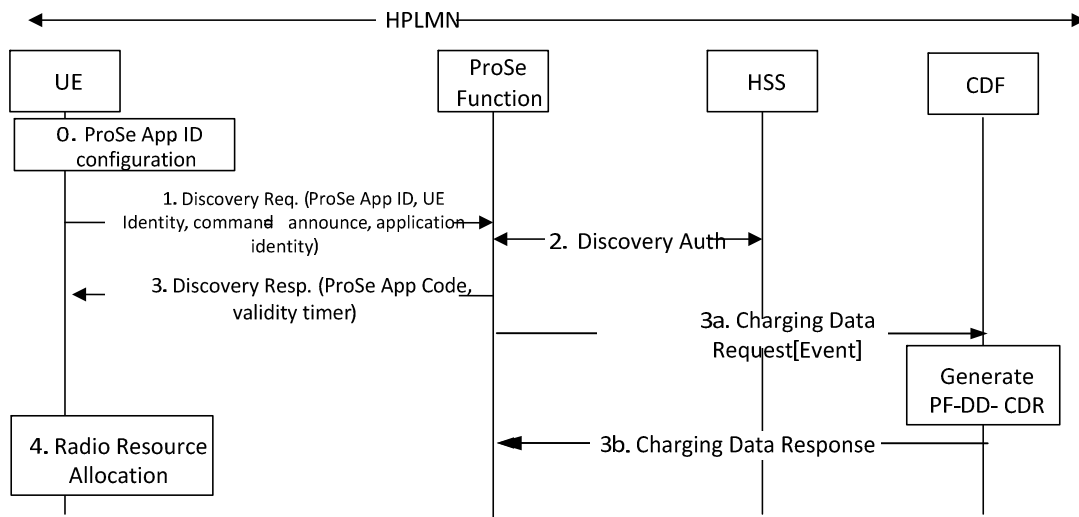 HPLMN
UE
ProSe
Function
HSS
CDF
0. ProSe App ID
configuration
1. Discovery Req. (ProSe App ID, UE
Identity, command= announce, application
identity)
2. Discovery Auth
3. Discovery Resp. (ProSe App Code,
validity timer)
3a. Charging Data
Request[Event]
Generate
PF-DD- CDR
4. Radio Resource
Allocation
3b. Charging Data Response